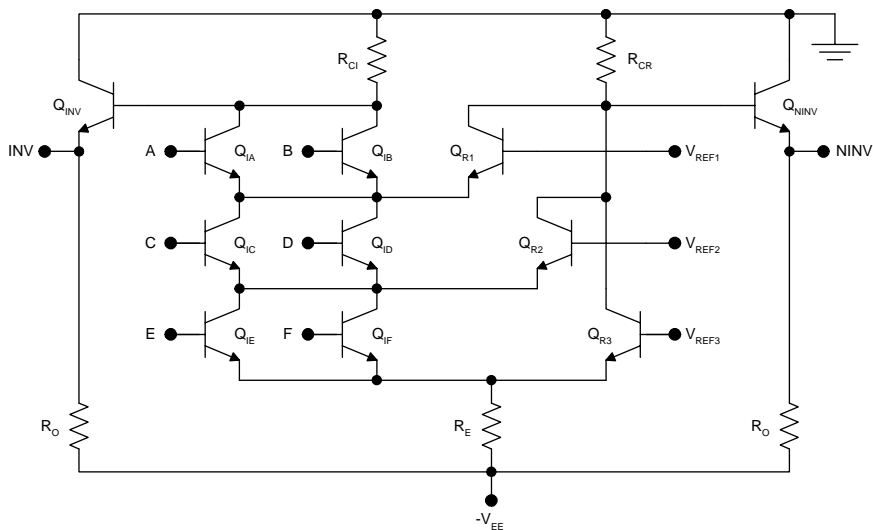 R_CI
R_CR
Q_INV
Q_NINV
INV
A
Q_IA
B
Q_IB
Q_R1
V_REF1
NINV
C
Q_IC
D
Q_ID
Q_R2
V_REF2
E
Q_IE
F
Q_IF
Q_R3
V_REF3
R_O
R_E
R_O
-V_EE